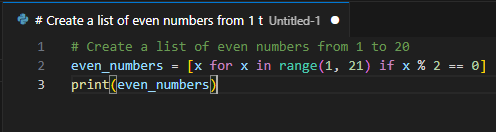 # Create a list of even numbers from 1 t Untitled-1
1 # Create a list of even numbers from 1 to 20
2 even_numbers = [x for x in range(1, 21) if x % 2 == 0]
3 print(even_numbers)